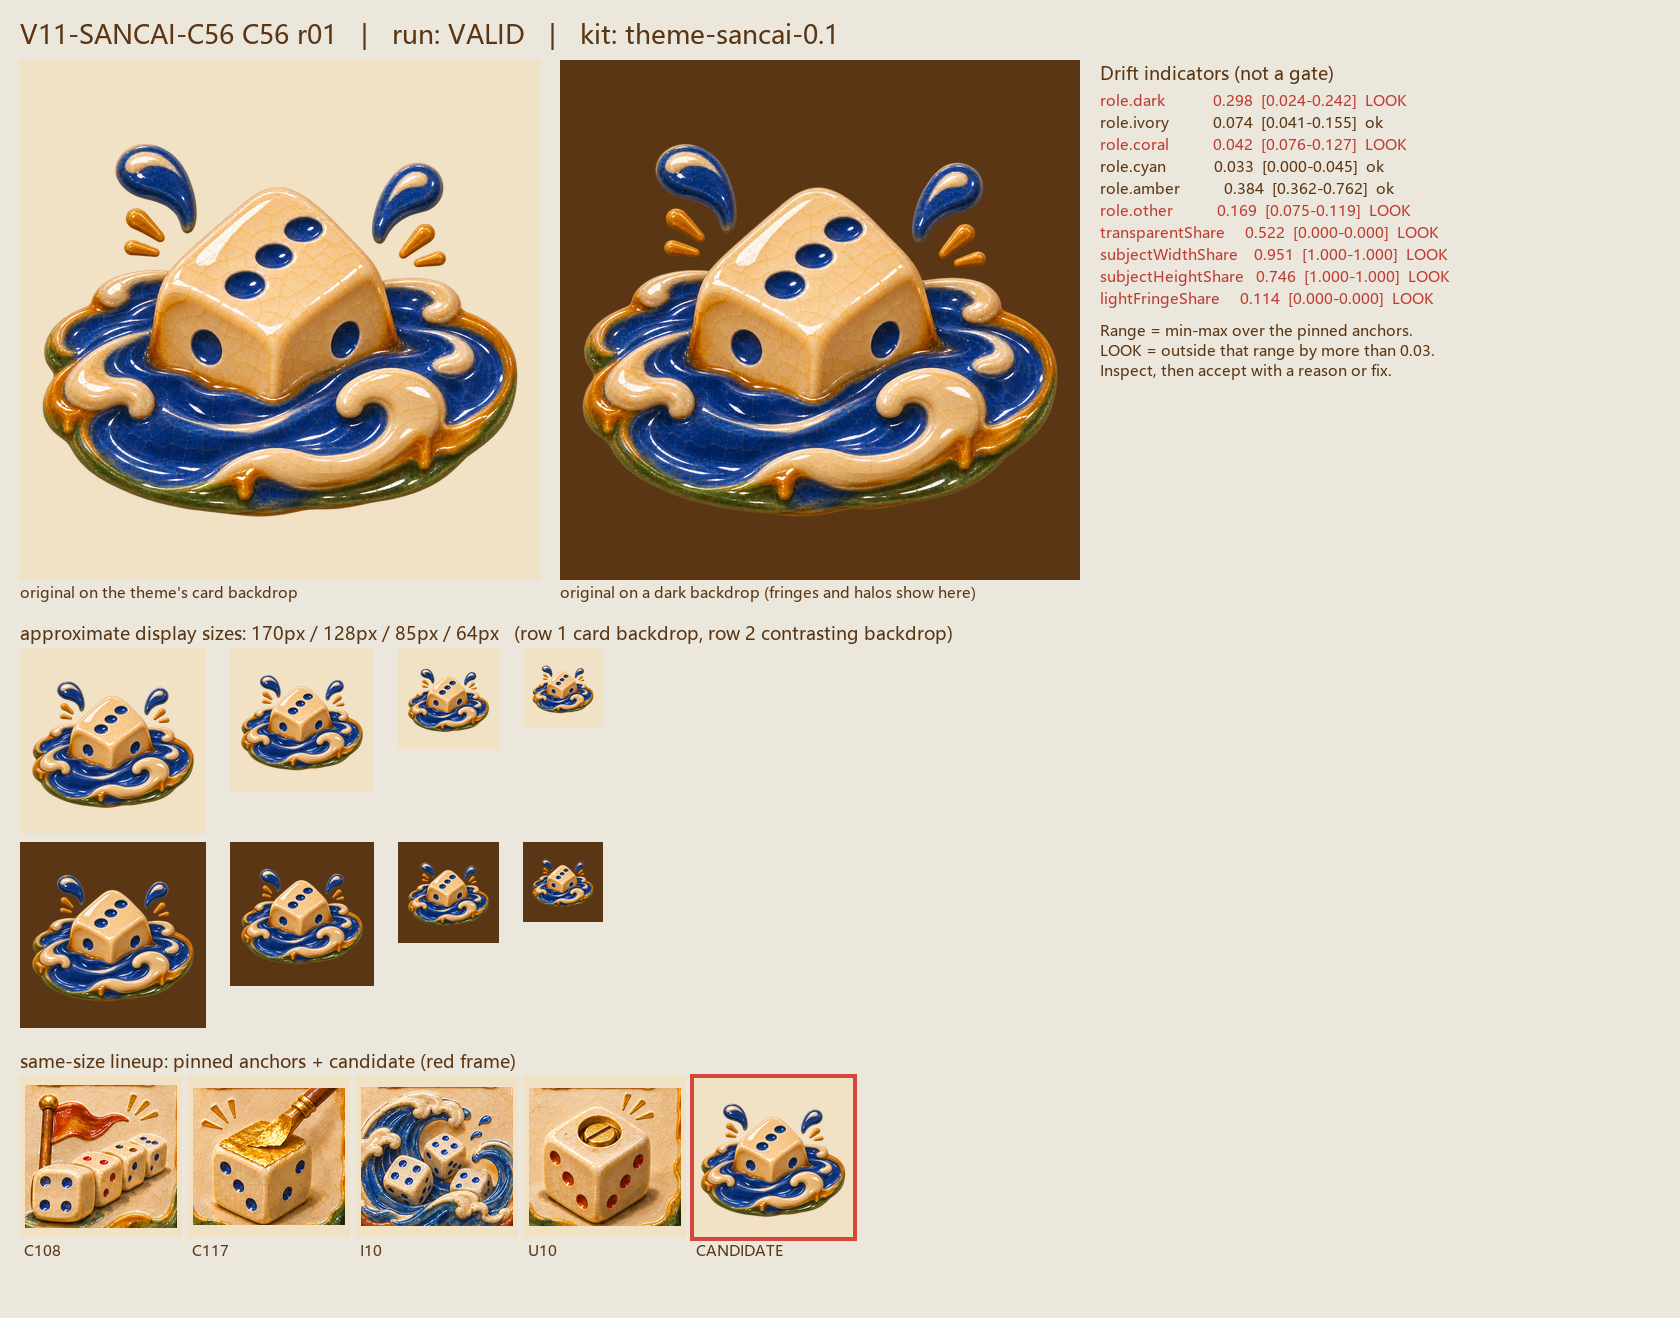 V11-SANCAI-C56 C56 r01   |   run: VALID   |   kit: theme-sancai-0.1
original on the theme's card backdrop
original on a dark backdrop (fringes and halos show here)
Drift indicators (not a gate)
role.dark 0.298 [0.024-0.242] LOOK
role.ivory 0.074 [0.041-0.155] ok
role.coral 0.042 [0.076-0.127] LOOK
role.cyan 0.033 [0.000-0.045] ok
role.amber 0.384 [0.362-0.762] ok
role.other 0.169 [0.075-0.119] LOOK
transparentShare 0.522 [0.000-0.000] LOOK
subjectWidthShare 0.951 [1.000-1.000] LOOK
subjectHeightShare 0.746 [1.000-1.000] LOOK
lightFringeShare 0.114 [0.000-0.000] LOOK
Range = min-max over the pinned anchors.
LOOK = outside that range by more than 0.03.
Inspect, then accept with a reason or fix.
approximate display sizes: 170px / 128px / 85px / 64px   (row 1 card backdrop, row 2 contrasting backdrop)
same-size lineup: pinned anchors + candidate (red frame)
C108
C117
I10
U10
CANDIDATE